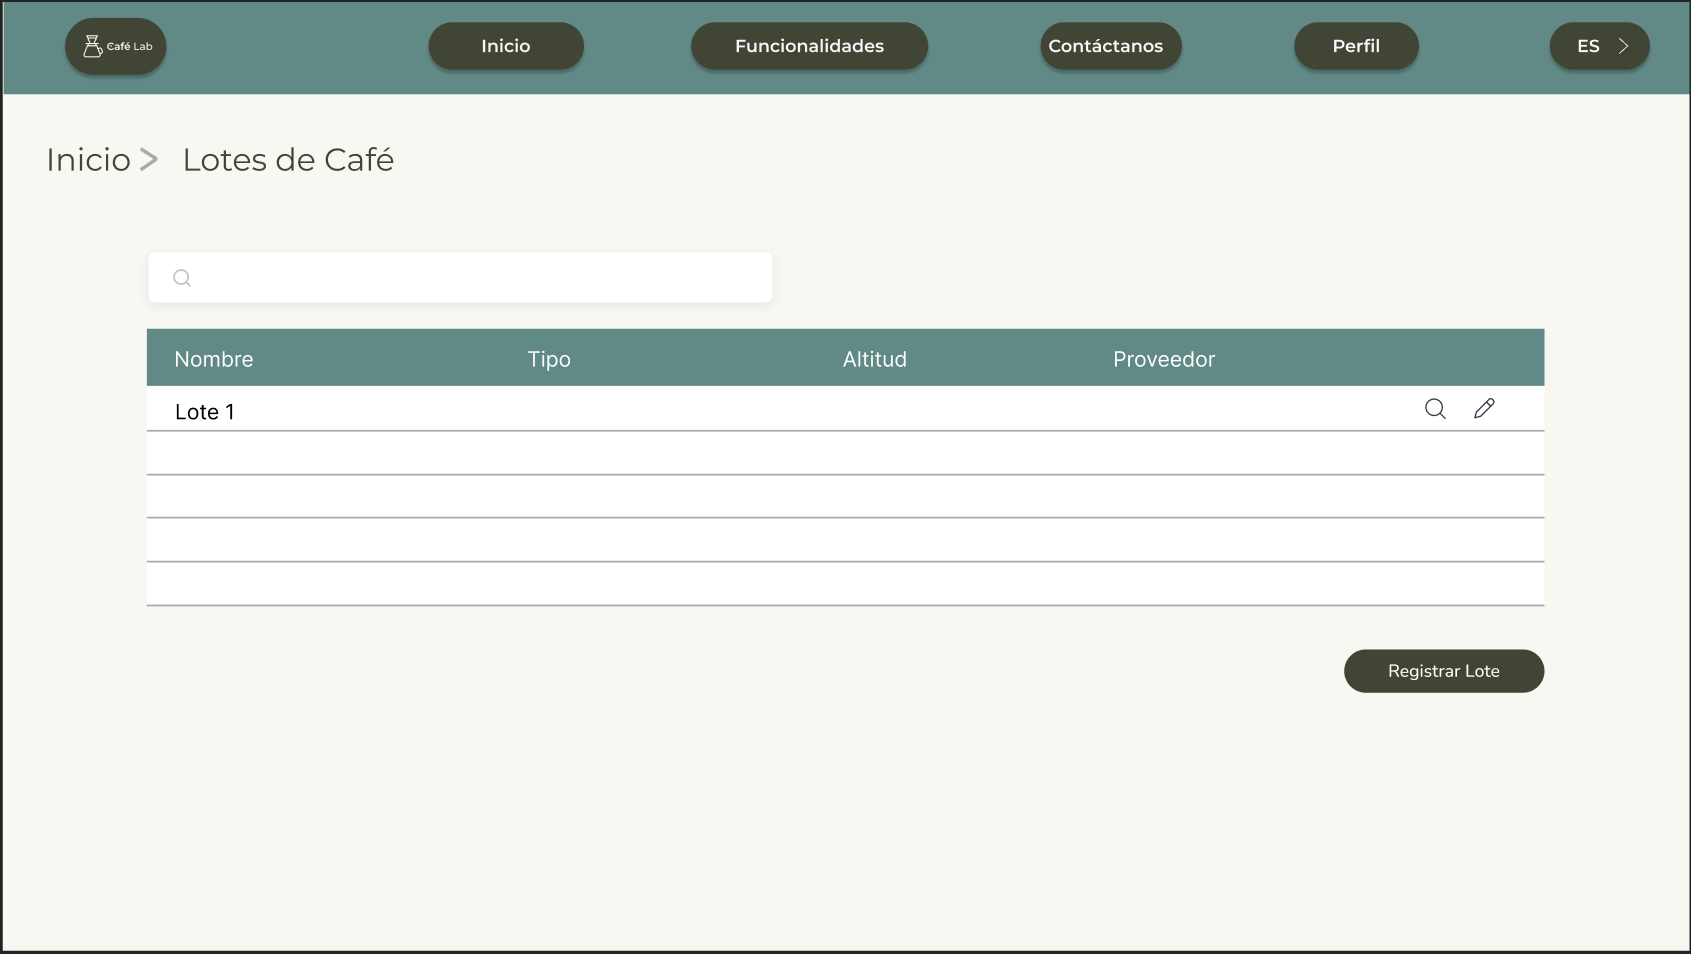 Café Lab
Inicio
Funcionalidades
Contáctanos
Perfil
ES
Inicio > Lotes de Café
Nombre Tipo Altitud Proveedor
Lote 1
Registrar Lote